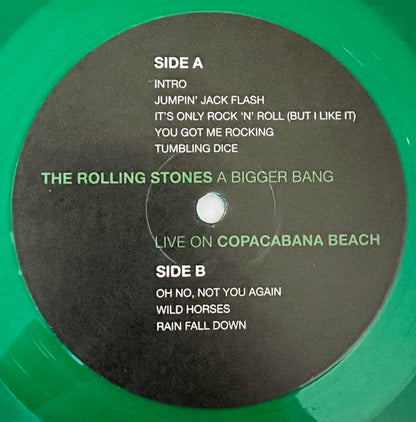 SIDE A
INTRO
JUMPIN' JACK FLASH
IT'S ONLY ROCK 'N' ROLL (BUT I LIKE IT)
YOU GOT ME ROCKING
TUMBLING DICE
THE ROLLING STONES A BIGGER BANG
LIVE ON COPACABANA BEACH
SIDE B
OH NO, NOT YOU AGAIN
WILD HORSES
RAIN FALL DOWN